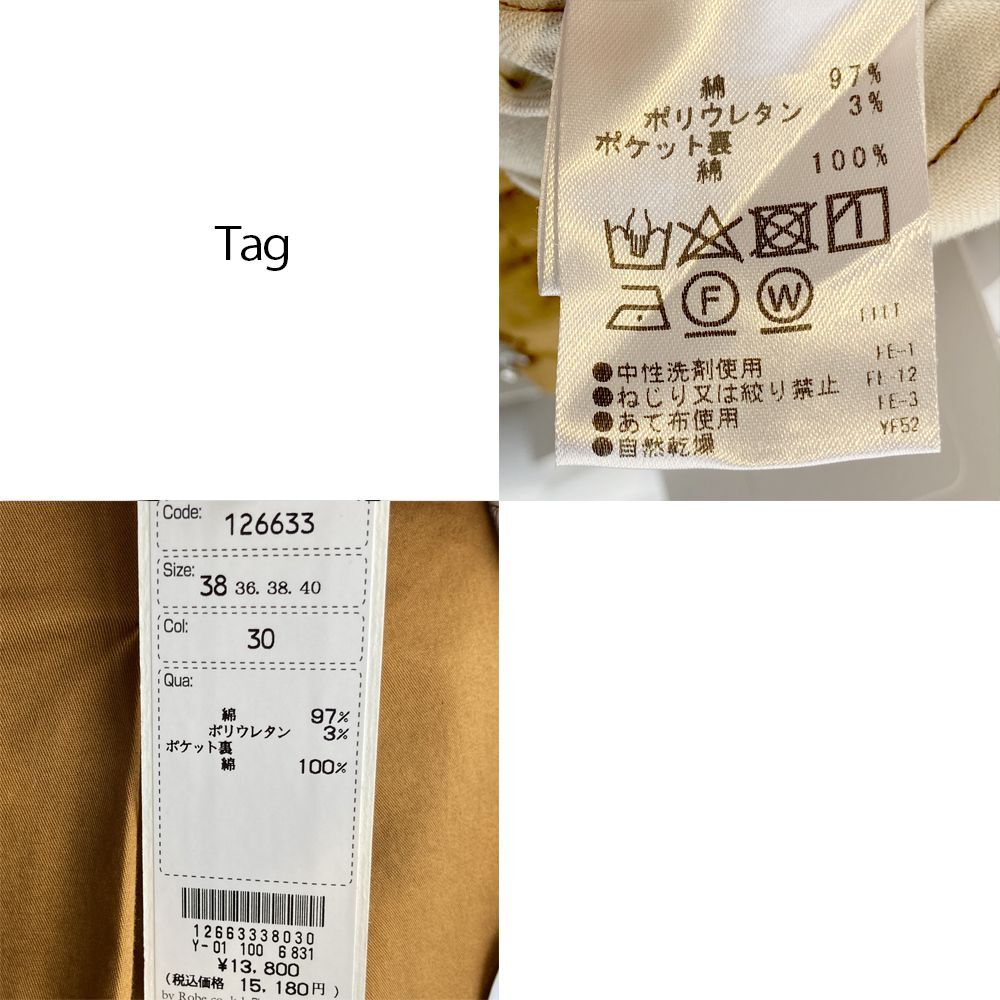 Tag
綿 97%
ポリウレタン 3%
ポケット裏
綿 100%
F W
●中性洗剤使用
●ねじり又は絞り禁止
●あて布使用
●自然乾燥
FE-1
FE-12
FE-3
YF52
Code: 126633
Size: 38 36. 38. 40
Col: 30
Qua:
綿 97%
ポリウレタン 3%
ポケット裏
綿 100%
12663338030
Y-01 100 6831
¥13,800
(税込価格 15,180円)
by Robe